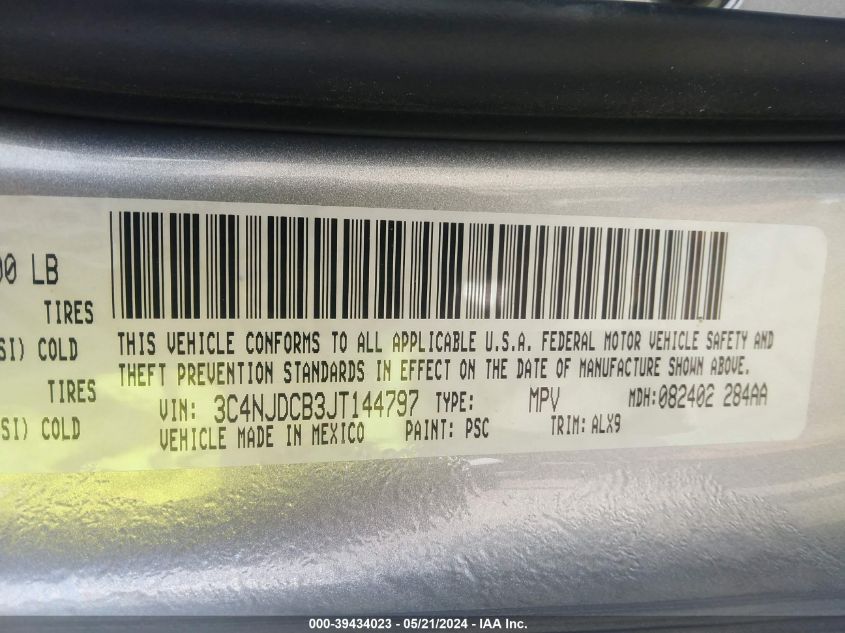 00 LB
TIRES
SI) COLD
TIRES
SI) COLD
THIS VEHICLE CONFORMS TO ALL APPLICABLE U.S.A. FEDERAL MOTOR VEHICLE SAFETY AND
THEFT PREVENTION STANDARDS IN EFFECT ON THE DATE OF MANUFACTURE SHOWN ABOVE.
VIN: 3C4NJDCB3JT144797 TYPE: MPV MDH:082402 284AA
VEHICLE MADE IN MEXICO PAINT: PSC TRIM: ALX9
000-39434023 — 05/21/2024 — IAA Inc.